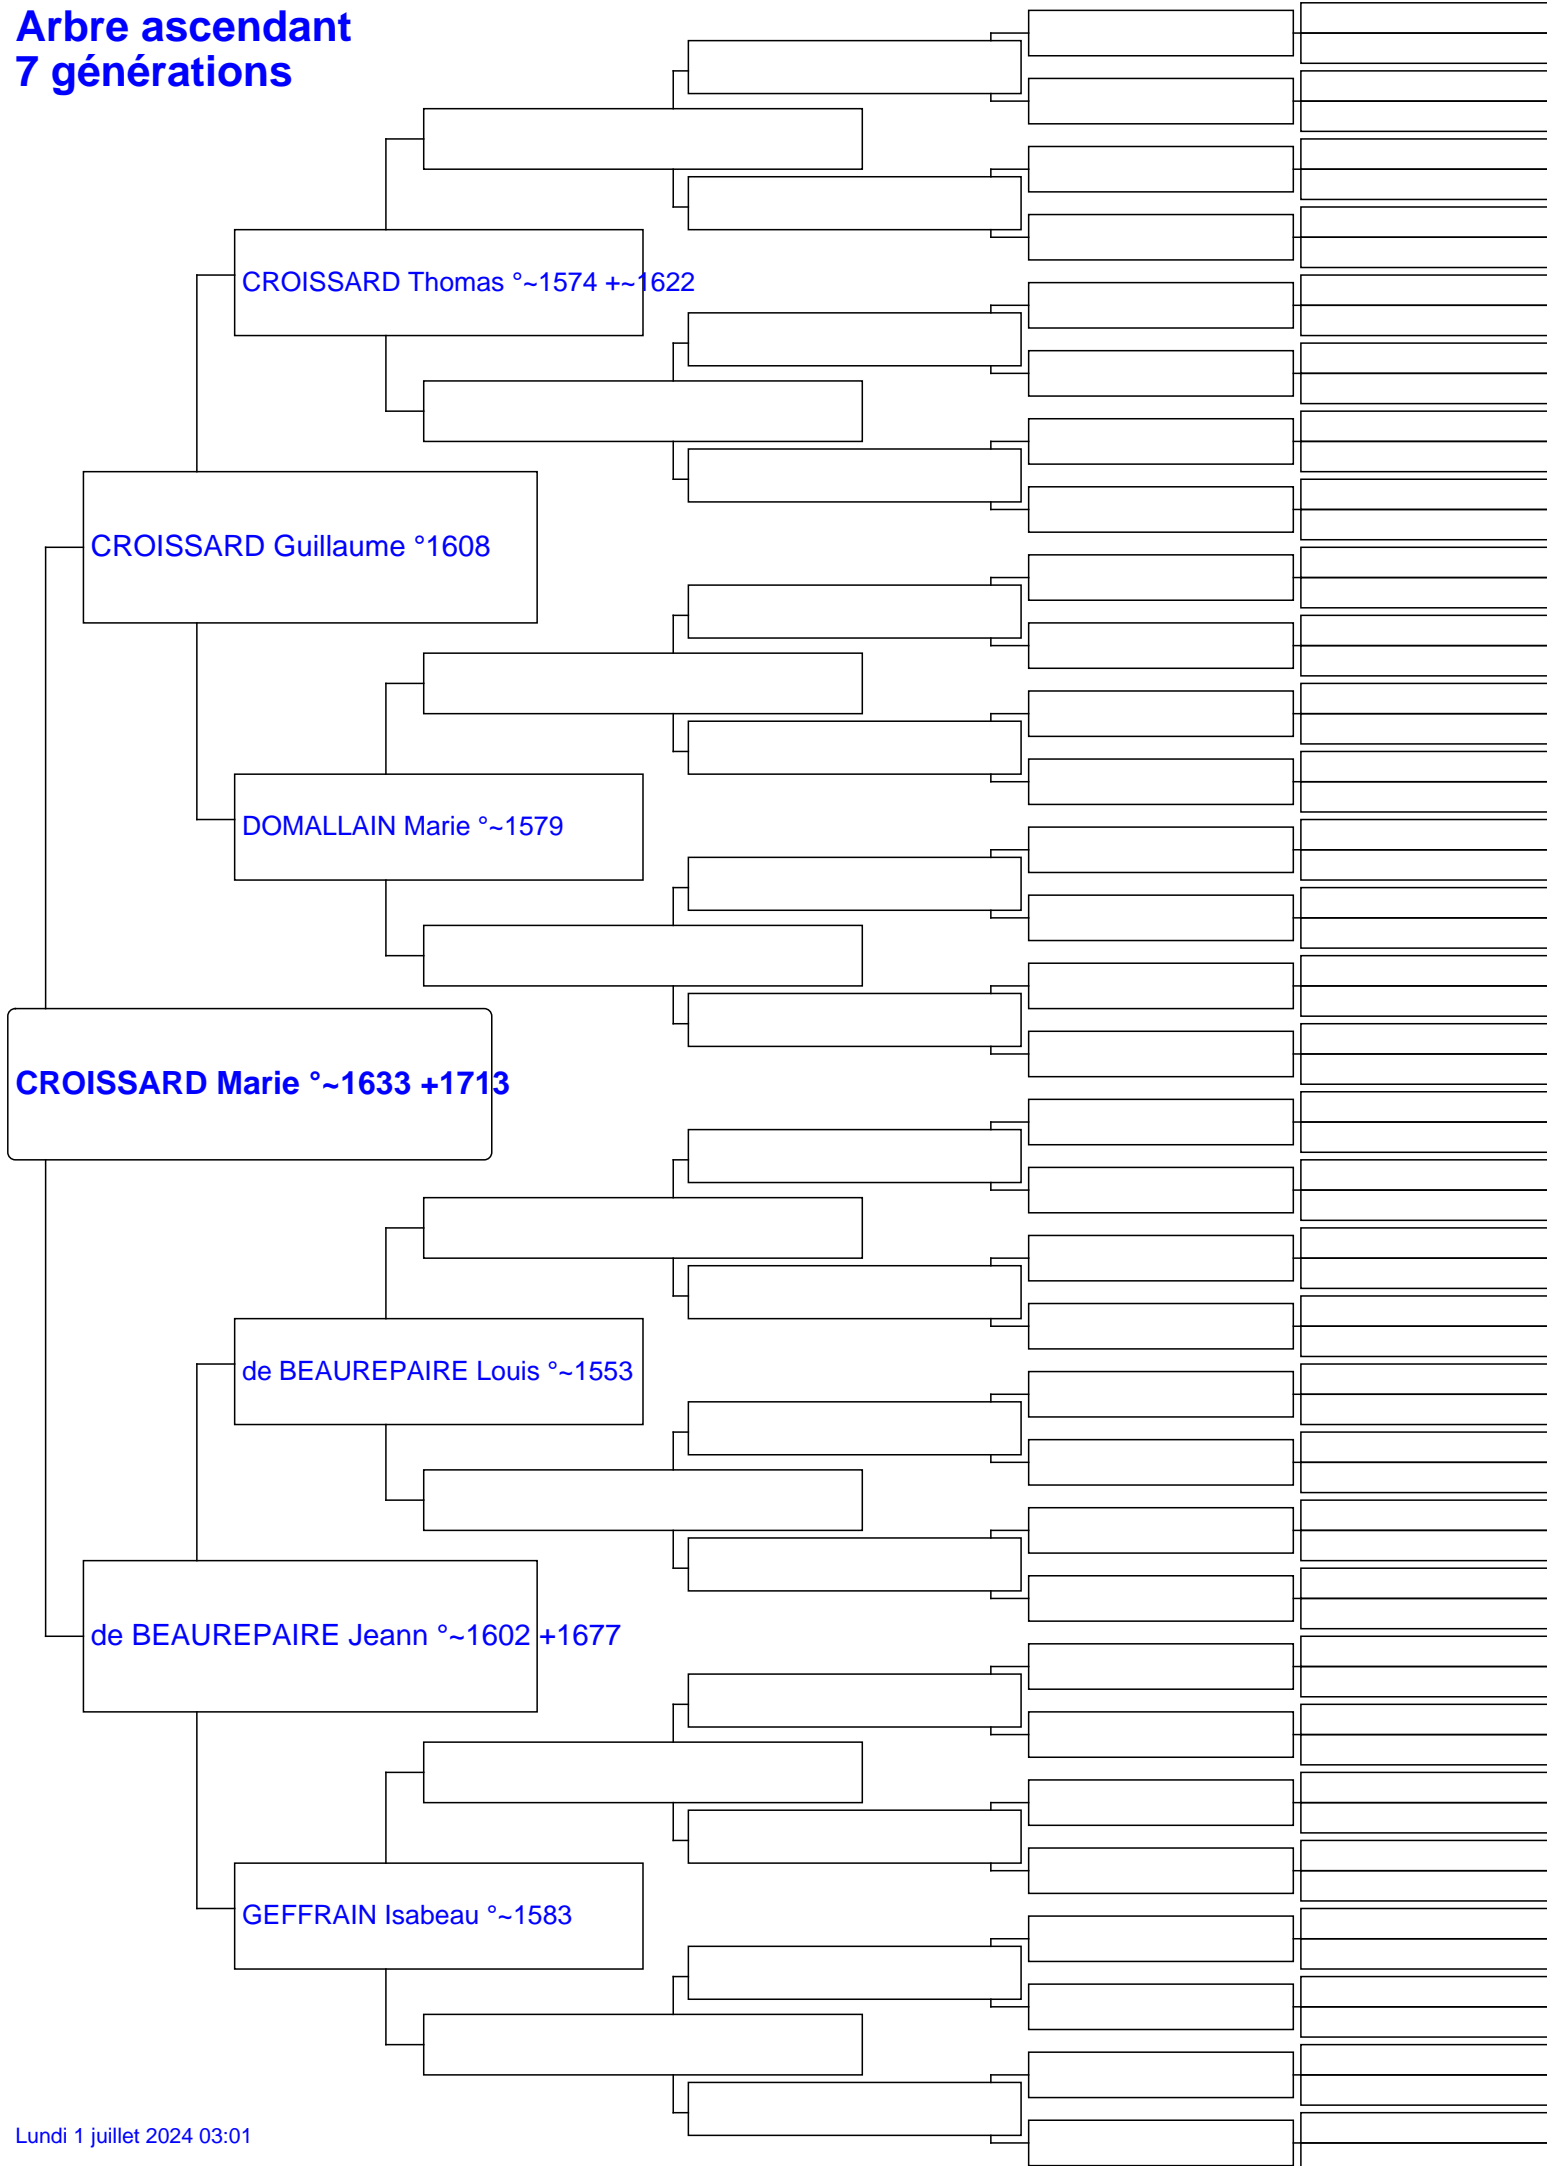 Arbre ascendant
7 générations
CROISSARD Thomas °~1574 +~1622
CROISSARD Guillaume °1608
DOMALLAIN Marie °~1579
CROISSARD Marie °~1633 +1713
de BEAUREPAIRE Louis °~1553
de BEAUREPAIRE Jeann °~1602 +1677
GEFFRAIN Isabeau °~1583
Lundi 1 juillet 2024 03:01